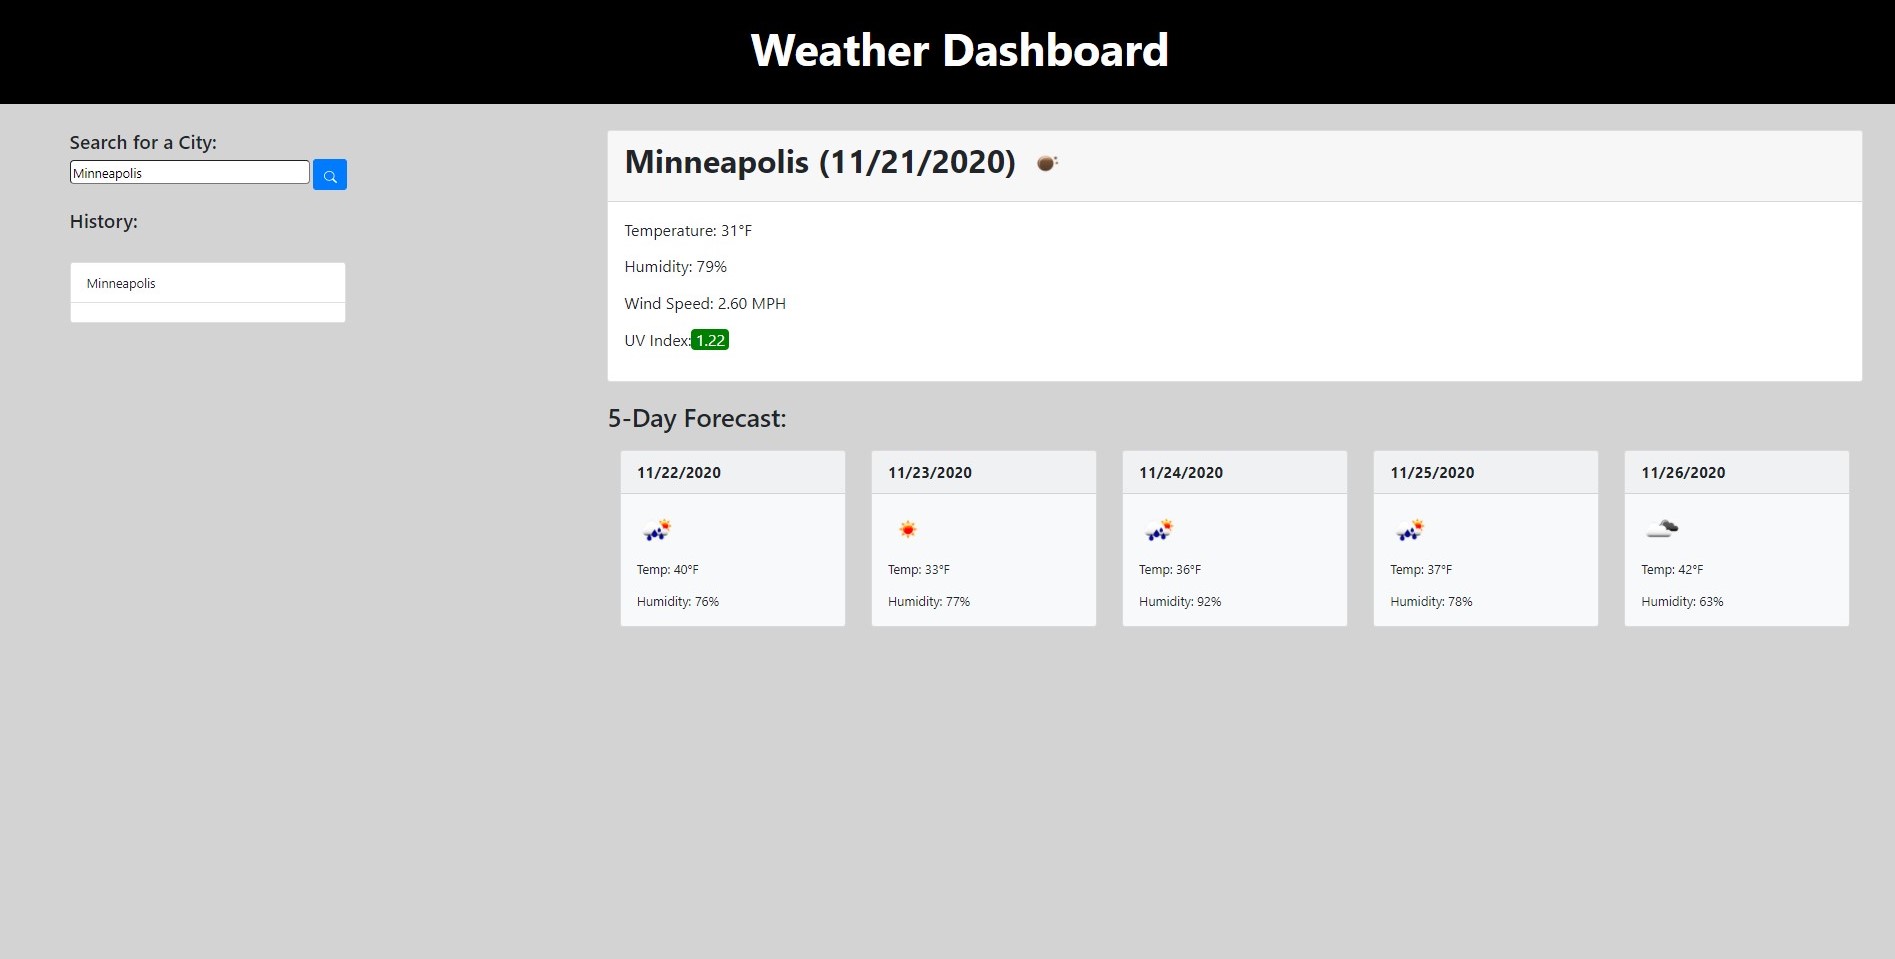 Weather Dashboard
Search for a City:
Minneapolis
History:
Minneapolis
Minneapolis (11/21/2020)
Temperature: 31°F
Humidity: 79%
Wind Speed: 2.60 MPH
UV Index: 1.22
5-Day Forecast:
11/22/2020
Temp: 40°F
Humidity: 76%
11/23/2020
Temp: 33°F
Humidity: 77%
11/24/2020
Temp: 36°F
Humidity: 92%
11/25/2020
Temp: 37°F
Humidity: 78%
11/26/2020
Temp: 42°F
Humidity: 63%